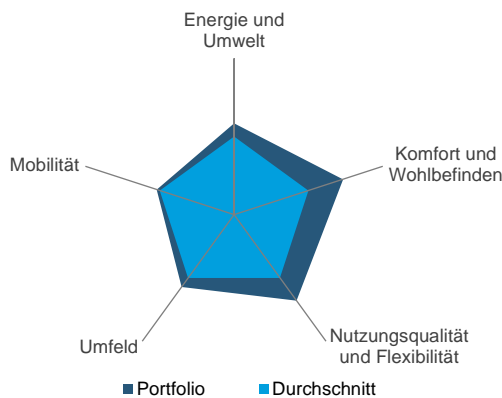 Energie und
Umwelt
Komfort und
Wohlbefinden
Mobilität
Nutzungsqualität
und Flexibilität
Umfeld
Portfolio
Durchschnitt